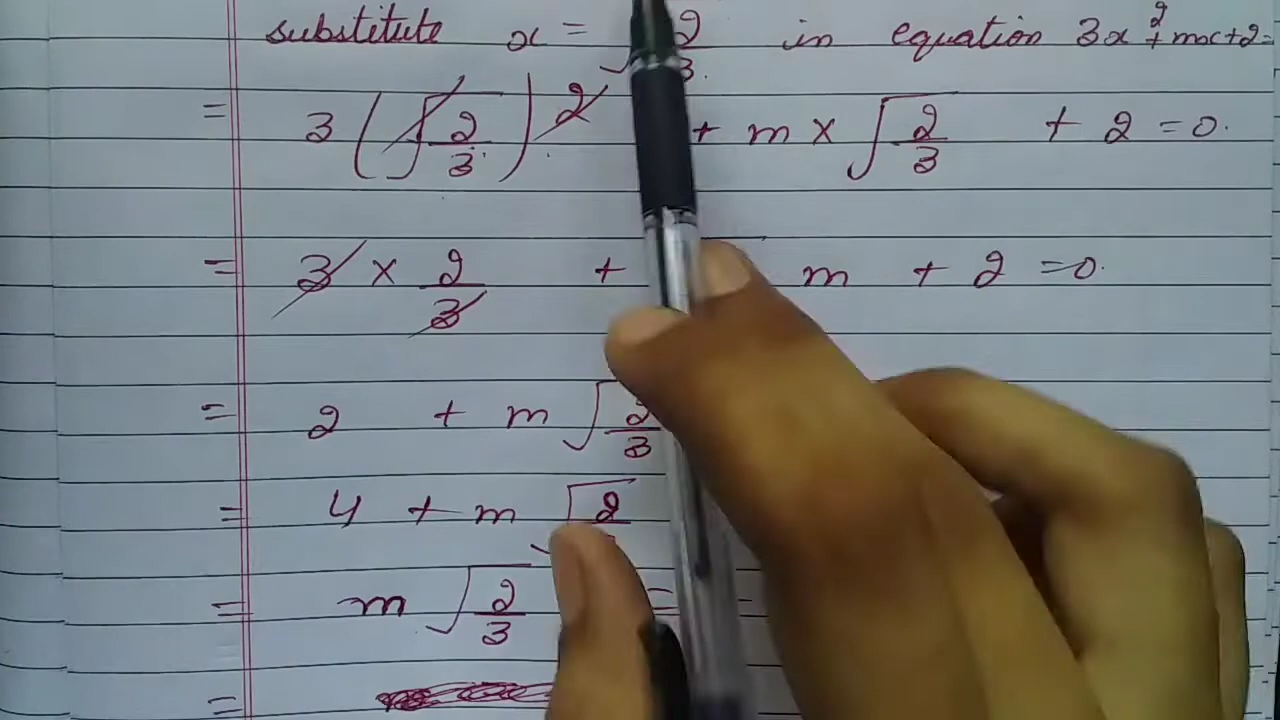 substitute x = √2/3 in equation 3x² + mx + 2 =
= 3 (√2/3)² + m × √2/3 + 2 = 0.
= 3 × 2/3 + m + 2 = 0.
= 2 + m √2/3
= 4 + m √2
= m √2/3 =
=